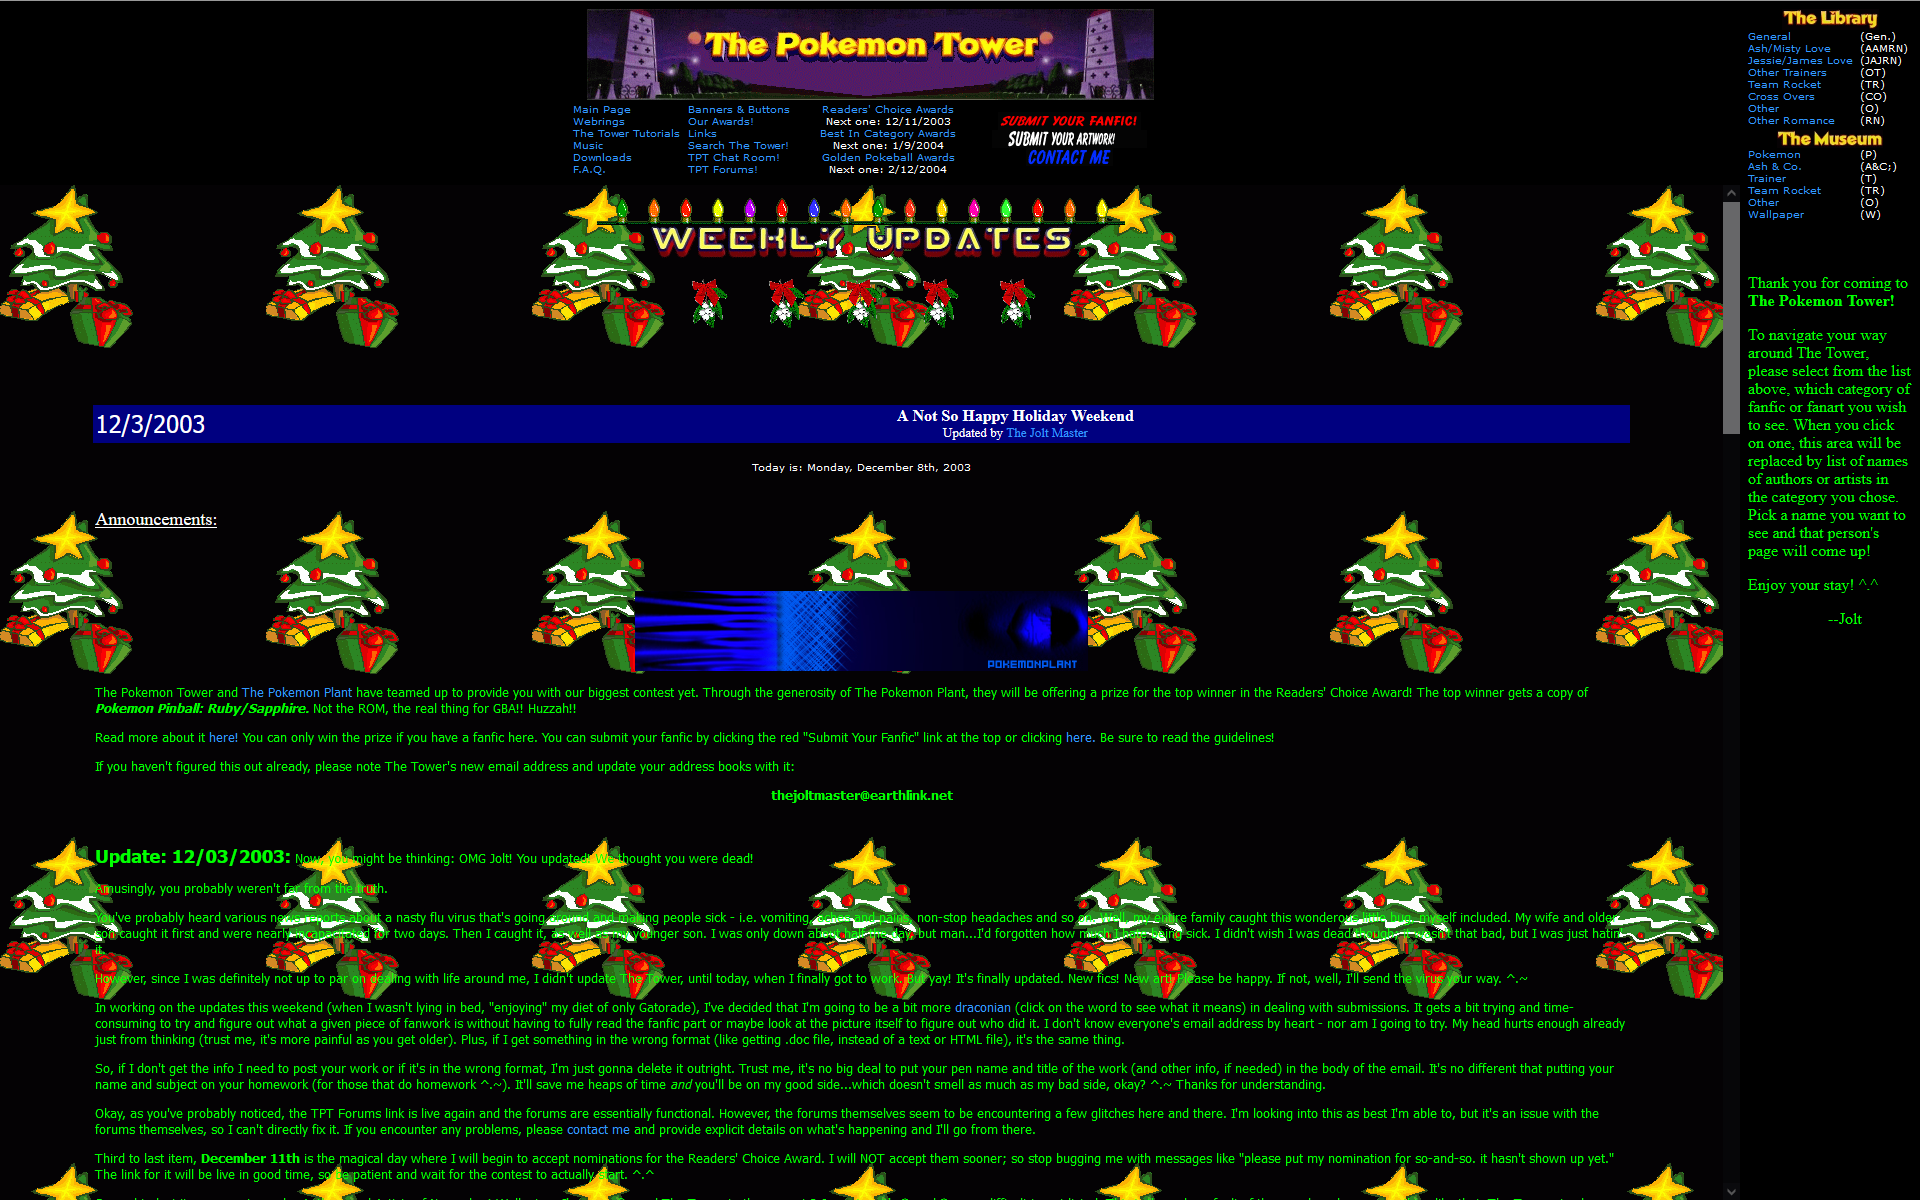 The Pokemon Tower
Main Page
Webrings
The Tower Tutorials
Music
Downloads
F.A.Q.
Banners & Buttons
Our Awards!
Links
Search The Tower!
TPT Chat Room!
TPT Forums!
Readers' Choice Awards
Next one: 12/11/2003
Best In Category Awards
Next one: 1/9/2004
Golden Pokeball Awards
Next one: 2/12/2004
SUBMIT YOUR FANFIC!
SUBMIT YOUR ARTWORK!
CONTACT ME
The Library
General (Gen.)
Ash/Misty Love (AAMRN)
Jessie/James Love (JAJRN)
Other Trainers (OT)
Team Rocket (TR)
Cross Overs (CO)
Other (O)
Other Romance (RN)
The Museum
Pokemon (P)
Ash & Co. (A&C;)
Trainer (T)
Team Rocket (TR)
Other (O)
Wallpaper (W)
Thank you for coming to
The Pokemon Tower!
To navigate your way
around The Tower,
please select from the list
above, which category of
fanfic or fanart you wish
to see. When you click
on one, this area will be
replaced by list of names
of authors or artists in
the category you chose.
Pick a name you want to
see and that person's
page will come up!
Enjoy your stay! ^.^
--Jolt
WEEKLY UPDATES
12/3/2003
A Not So Happy Holiday Weekend
Updated by The Jolt Master
Today is: Monday, December 8th, 2003
Announcements:
POKEMONPLANT
The Pokemon Tower and The Pokemon Plant have teamed up to provide you with our biggest contest yet. Through the generosity of The Pokemon Plant, they will be offering a prize for the top winner in the Readers' Choice Award! The top winner gets a copy of
Pokemon Pinball: Ruby/Sapphire. Not the ROM, the real thing for GBA!! Huzzah!!
Read more about it here! You can only win the prize if you have a fanfic here. You can submit your fanfic by clicking the red "Submit Your Fanfic" link at the top or clicking here. Be sure to read the guidelines!
If you haven't figured this out already, please note The Tower's new email address and update your address books with it:
thejoltmaster@earthlink.net
Update: 12/03/2003: Now, you might be thinking: OMG Jolt! You updated! We thought you were dead!
Amusingly, you probably weren't far from the truth.
You've probably heard various news reports about a nasty flu virus that's going around and making people sick - i.e. vomiting, aches and pains, non-stop headaches and so on. Well, my entire family caught this wonderous little bug, myself included. My wife and older
son caught it first and were nearly incapacitated for two days. Then I caught it, as well as my younger son. I was only down about half the day, but man...I'd forgotten how much I hate being sick. I didn't wish I was dead though, it wasn't that bad, but I was just hatin'
it.
However, since I was definitely not up to par on dealing with life around me, I didn't update The Tower, until today, when I finally got to work. But yay! It's finally updated. New fics! New art! Please be happy. If not, well, I'll send the virus your way. ^.~
In working on the updates this weekend (when I wasn't lying in bed, "enjoying" my diet of only Gatorade), I've decided that I'm going to be a bit more draconian (click on the word to see what it means) in dealing with submissions. It gets a bit trying and time-
consuming to try and figure out what a given piece of fanwork is without having to fully read the fanfic part or maybe look at the picture itself to figure out who did it. I don't know everyone's email address by heart - nor am I going to try. My head hurts enough already
just from thinking (trust me, it's more painful as you get older). Plus, if I get something in the wrong format (like getting .doc file, instead of a text or HTML file), it's the same thing.
So, if I don't get the info I need to post your work or if it's in the wrong format, I'm just gonna delete it outright. Trust me, it's no big deal to put your pen name and title of the work (and other info, if needed) in the body of the email. It's no different that putting your
name and subject on your homework (for those that do homework ^.~). It'll save me heaps of time and you'll be on my good side...which doesn't smell as much as my bad side, okay? ^.~ Thanks for understanding.
Okay, as you've probably noticed, the TPT Forums link is live again and the forums are essentially functional. However, the forums themselves seem to be encountering a few glitches here and there. I'm looking into this as best I'm able to, but it's an issue with the
forums themselves, so I can't directly fix it. If you encounter any problems, please contact me and provide explicit details on what's happening and I'll go from there.
Third to last item, December 11th is the magical day where I will begin to accept nominations for the Readers' Choice Award. I will NOT accept them sooner; so stop bugging me with messages like "please put my nomination for so-and-so. it hasn't shown up yet."
The link for it will be live in good time, so be patient and wait for the contest to actually start. ^.^